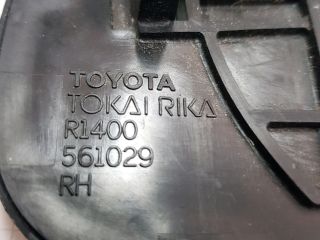 TOYOTA
TOKAI RIKA
R1400
561029
RH